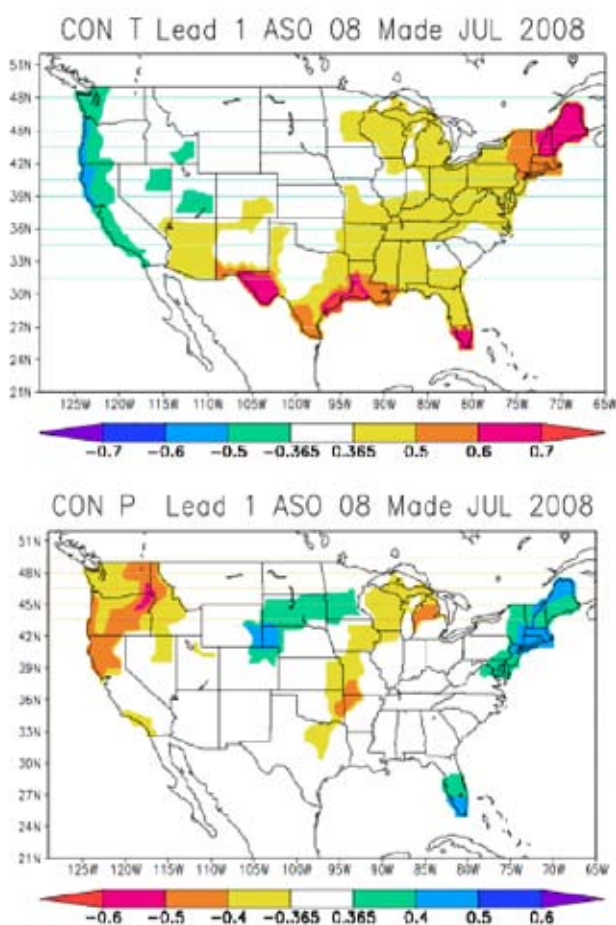 CON T Lead 1 ASO 08 Made JUL 2008
51N
48N
45N
42N
39N
36N
33N
30N
27N
24N
21N
125W 120W 115W 110W 105W 100W 95W 90W 85W 80W 75W 70W 65W
-0.7 -0.6 -0.5 -0.365 0.365 0.5 0.6 0.7
CON P Lead 1 ASO 08 Made JUL 2008
51N
48N
45N
42N
39N
36N
33N
30N
27N
24N
21N
125W 120W 115W 110W 105W 100W 95W 90W 85W 80W 75W 70W 65W
-0.6 -0.5 -0.4 -0.365 0.365 0.4 0.5 0.6